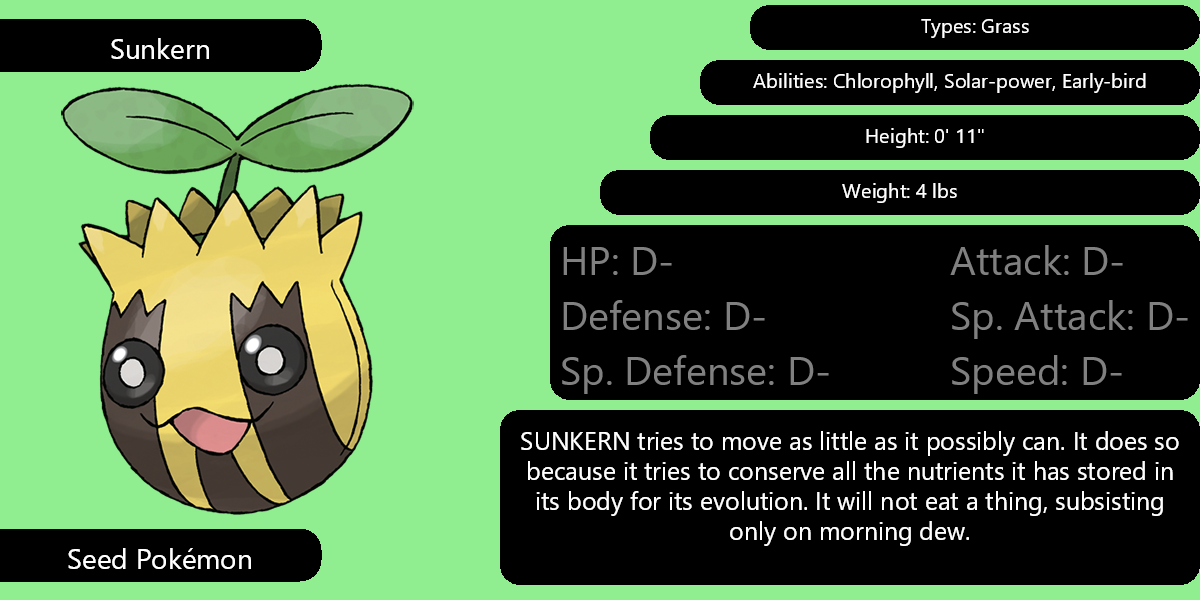 Sunkern
Types: Grass
Abilities: Chlorophyll, Solar-power, Early-bird
Height: 0' 11"
Weight: 4 lbs
HP: D- Attack: D-
Defense: D- Sp. Attack: D-
Sp. Defense: D- Speed: D-
SUNKERN tries to move as little as it possibly can. It does so
because it tries to conserve all the nutrients it has stored in
its body for its evolution. It will not eat a thing, subsisting
only on morning dew.
Seed Pokémon